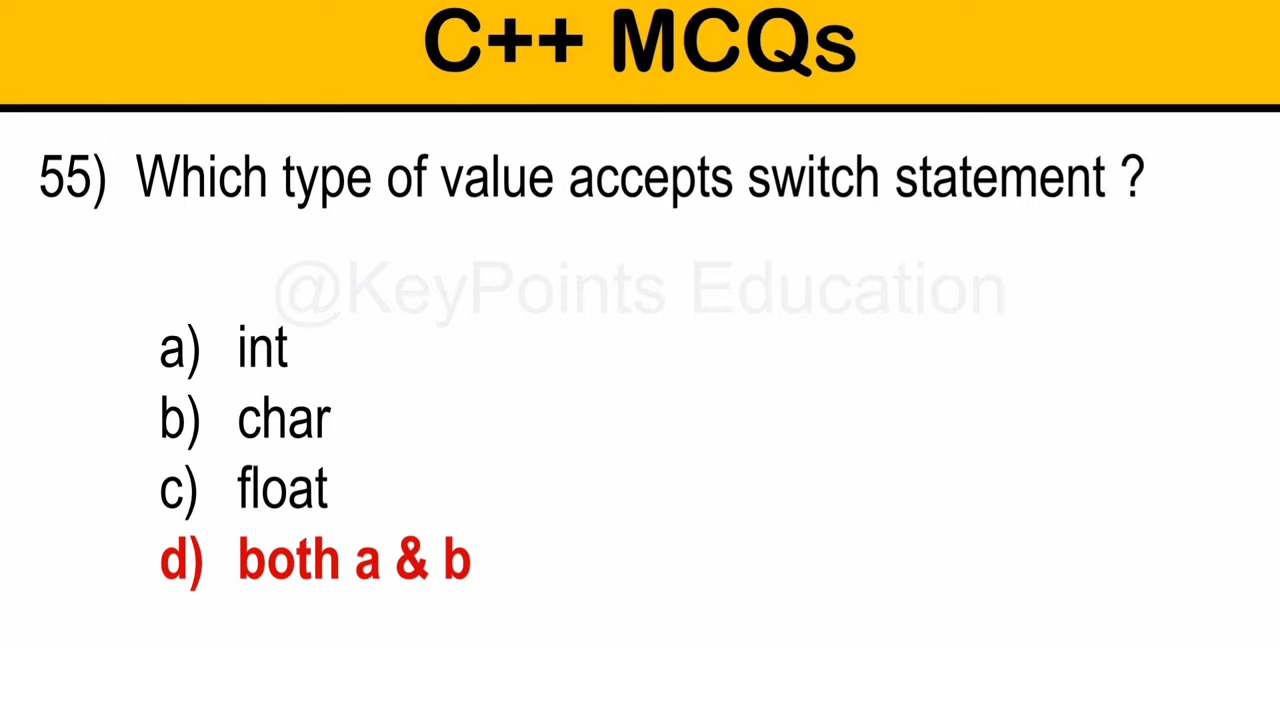 C++ MCQs
55) Which type of value accepts switch statement ?
@KeyPoints Education
a) int
b) char
c) float
d) both a & b